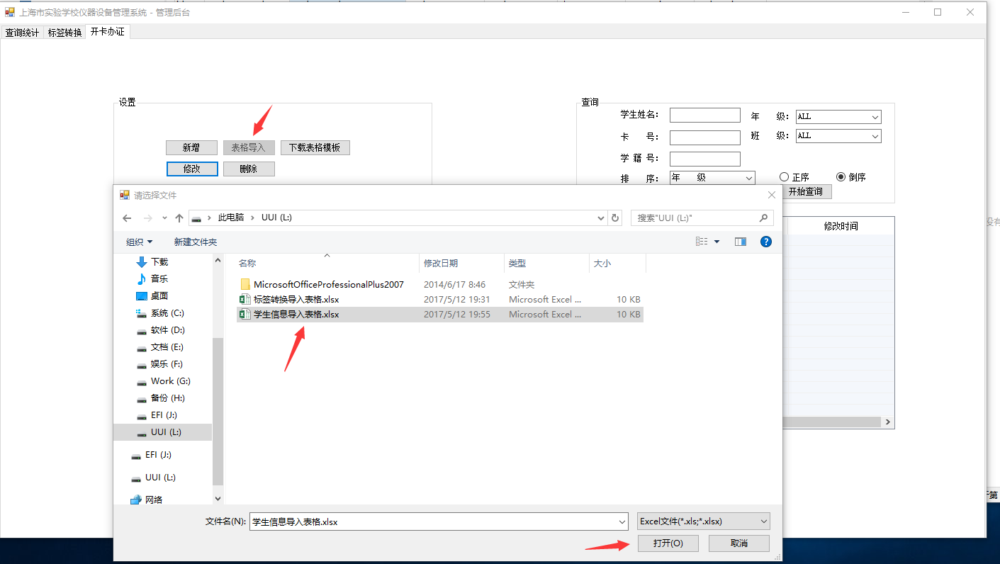 上海市实验学校仪器设备管理系统 - 管理后台
查询统计 标签转换 开卡办证
设置
新增 表格导入 下载表格模板
修改 删除
查询
学生姓名： 年 级： ALL
卡 号： 班 级： ALL
学 籍 号：
排 序： 年 级 正序 倒序
开始查询
修改时间
请选择文件
此电脑 › UUI (L:) 搜索"UUI (L:)"
组织 新建文件夹
名称 修改日期 类型 大小
MicrosoftOfficeProfessionalPlus2007 2014/6/17 8:46 文件夹
标签转换导入表格.xlsx 2017/5/12 19:31 Microsoft Excel ... 10 KB
学生信息导入表格.xlsx 2017/5/12 19:55 Microsoft Excel ... 10 KB
下载
音乐
桌面
系统 (C:)
软件 (D:)
文档 (E:)
娱乐 (F:)
Work (G:)
备份 (H:)
EFI (J:)
UUI (L:)
EFI (J:)
UUI (L:)
网络
文件名(N): 学生信息导入表格.xlsx Excel文件(*.xls;*.xlsx)
打开(O) 取消
没有
第